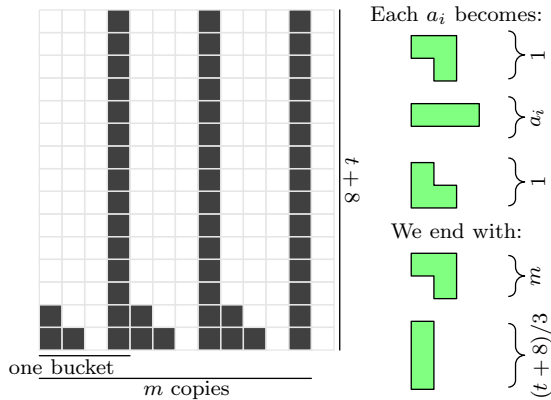 Each a_i becomes:
1
a_i
t + 8
1
We end with:
m
(t + 8)/3
one bucket
m copies